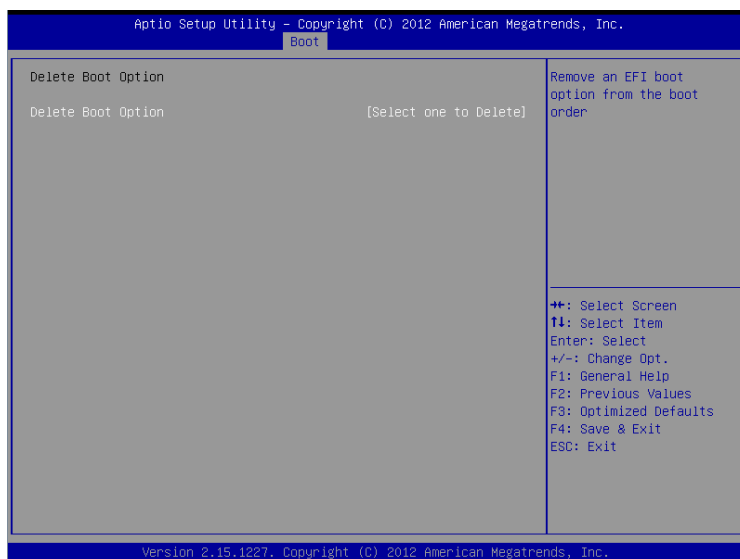 Aptio Setup Utility – Copyright (C) 2012 American Megatrends, Inc.
Boot
Delete Boot Option
Delete Boot Option [Select one to Delete]
Remove an EFI boot
option from the boot
order
→←: Select Screen
↑↓: Select Item
Enter: Select
+/-: Change Opt.
F1: General Help
F2: Previous Values
F3: Optimized Defaults
F4: Save & Exit
ESC: Exit
Version 2.15.1227. Copyright (C) 2012 American Megatrends, Inc.